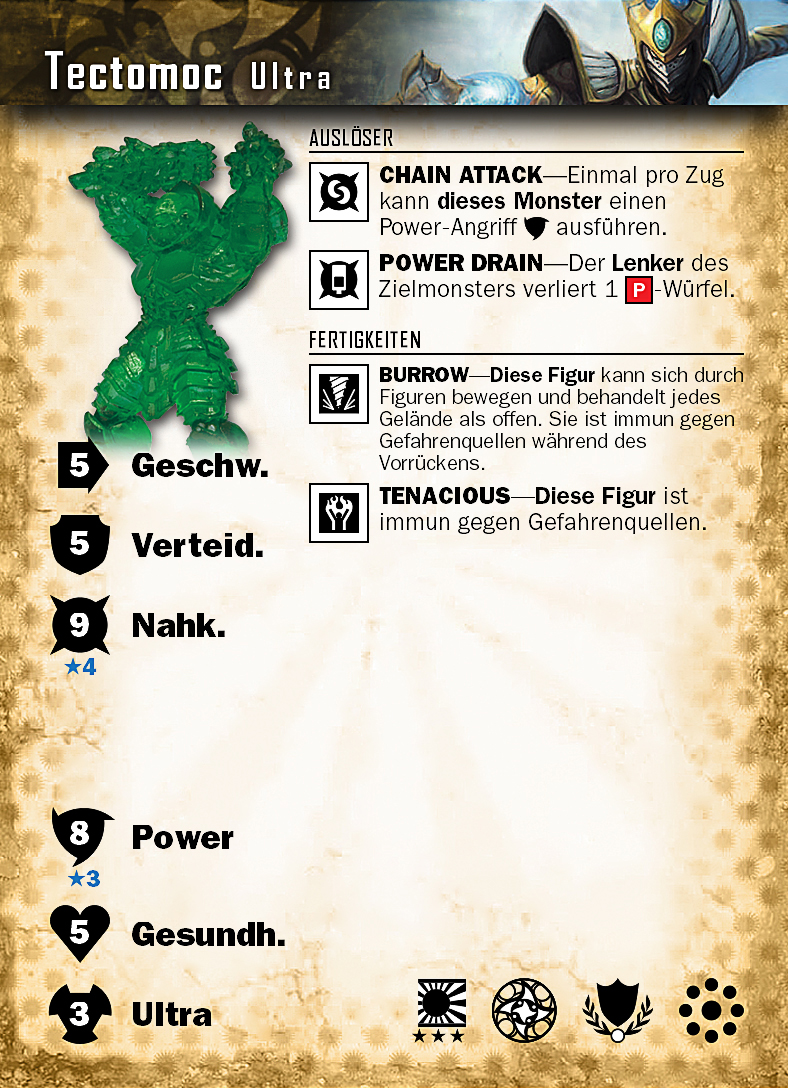 Tectomoc Ultra
AUSLÖSER
CHAIN ATTACK—Einmal pro Zug
kann dieses Monster einen
Power-Angriff ausführen.
POWER DRAIN—Der Lenker des
Zielmonsters verliert 1 P-Würfel.
FERTIGKEITEN
BURROW—Diese Figur kann sich durch
Figuren bewegen und behandelt jedes
Gelände als offen. Sie ist immun gegen
Gefahrenquellen während des
Vorrückens.
TENACIOUS—Diese Figur ist
immun gegen Gefahrenquellen.
5 Geschw.
5 Verteid.
9 Nahk.
★4
8 Power
★3
5 Gesundh.
3 Ultra